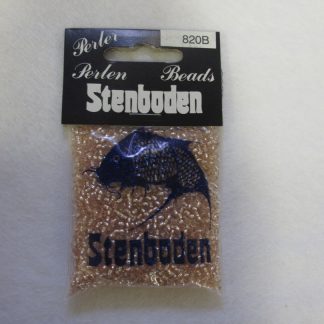 Perler
820B
Perlen Beads
Stenboden
Stenboden